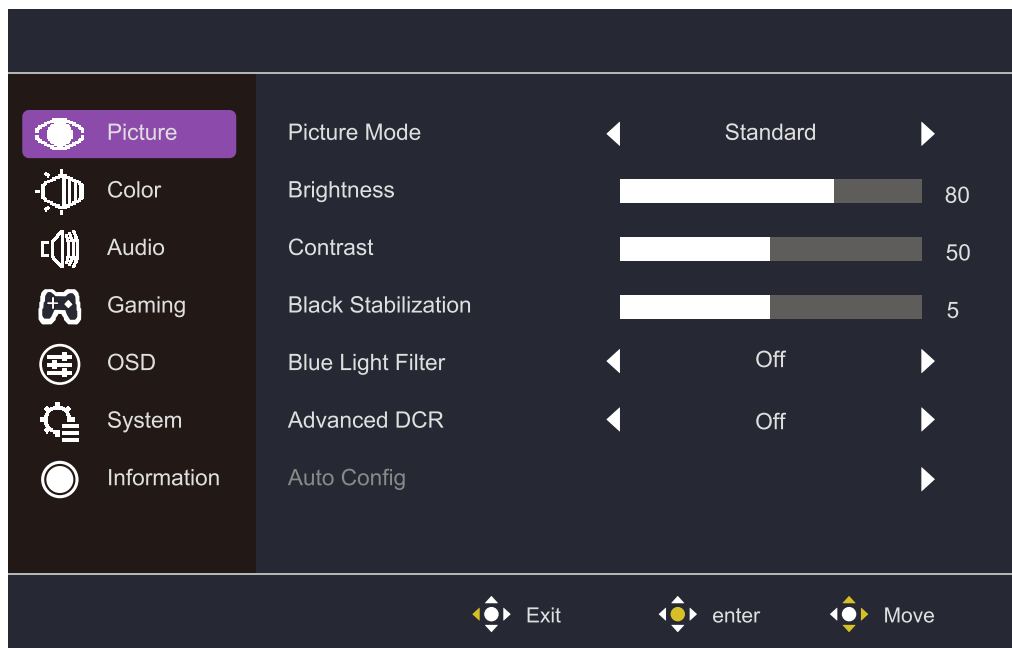 Picture
Picture Mode
Standard
Color
Brightness
80
Audio
Contrast
50
Gaming
Black Stabilization
5
OSD
Blue Light Filter
Off
System
Advanced DCR
Off
Information
Auto Config
Exit
enter
Move